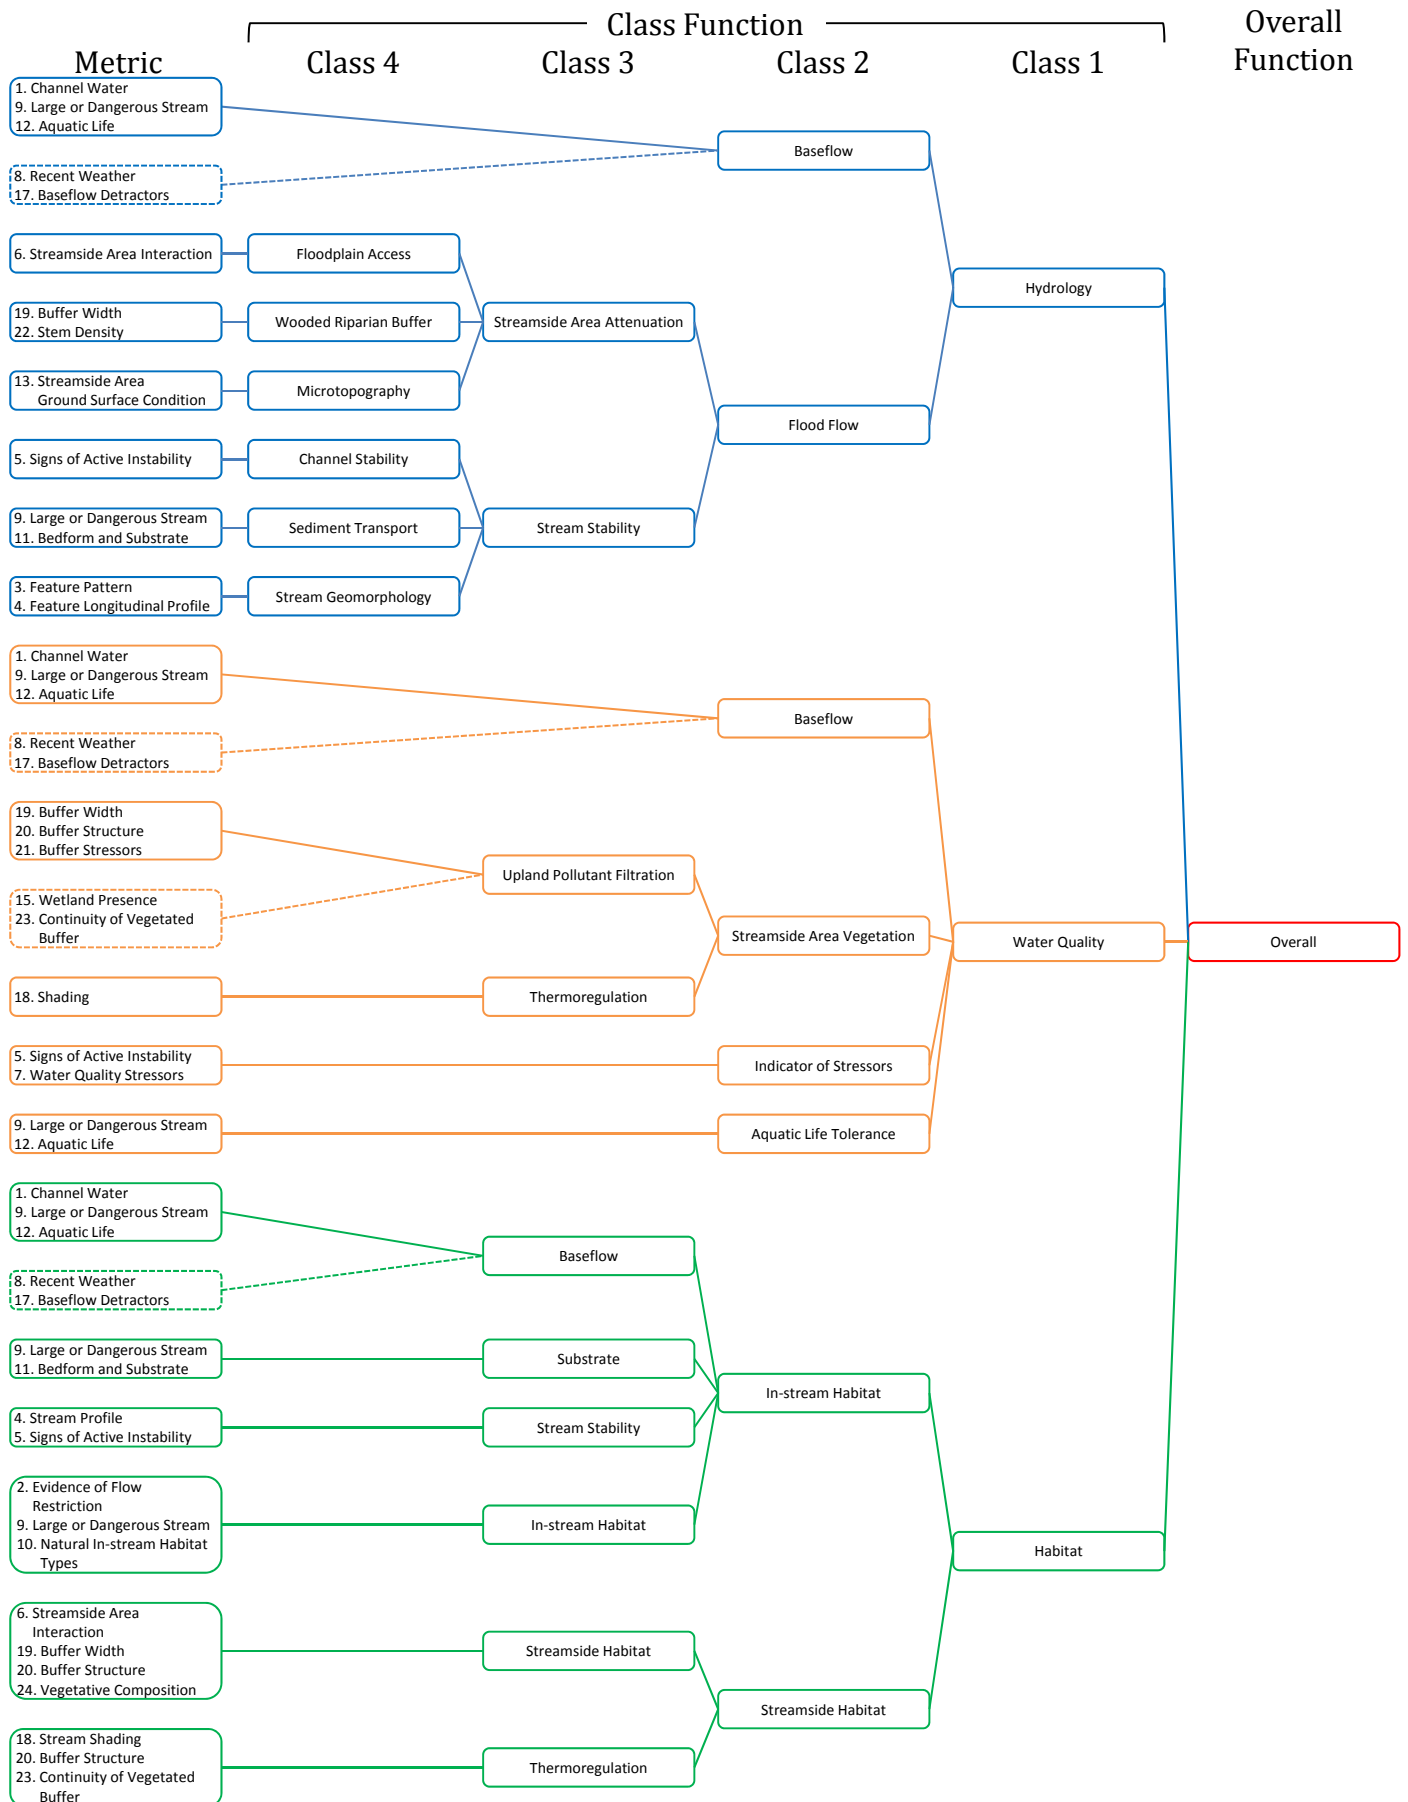 Class Function
Overall
Function
Metric
Class 4
Class 3
Class 2
Class 1
1. Channel Water
9. Large or Dangerous Stream
12. Aquatic Life
Baseflow
8. Recent Weather
17. Baseflow Detractors
6. Streamside Area Interaction
Floodplain Access
Hydrology
19. Buffer Width
22. Stem Density
Wooded Riparian Buffer
Streamside Area Attenuation
13. Streamside Area
Ground Surface Condition
Microtopography
Flood Flow
5. Signs of Active Instability
Channel Stability
9. Large or Dangerous Stream
11. Bedform and Substrate
Sediment Transport
Stream Stability
3. Feature Pattern
4. Feature Longitudinal Profile
Stream Geomorphology
1. Channel Water
9. Large or Dangerous Stream
12. Aquatic Life
Baseflow
8. Recent Weather
17. Baseflow Detractors
19. Buffer Width
20. Buffer Structure
21. Buffer Stressors
Upland Pollutant Filtration
15. Wetland Presence
23. Continuity of Vegetated
Buffer
Streamside Area Vegetation
Water Quality
Overall
18. Shading
Thermoregulation
5. Signs of Active Instability
7. Water Quality Stressors
Indicator of Stressors
9. Large or Dangerous Stream
12. Aquatic Life
Aquatic Life Tolerance
1. Channel Water
9. Large or Dangerous Stream
12. Aquatic Life
Baseflow
8. Recent Weather
17. Baseflow Detractors
9. Large or Dangerous Stream
11. Bedform and Substrate
Substrate
In-stream Habitat
4. Stream Profile
5. Signs of Active Instability
Stream Stability
2. Evidence of Flow
Restriction
9. Large or Dangerous Stream
10. Natural In-stream Habitat
Types
In-stream Habitat
Habitat
6. Streamside Area
Interaction
19. Buffer Width
20. Buffer Structure
24. Vegetative Composition
Streamside Habitat
Streamside Habitat
18. Stream Shading
20. Buffer Structure
23. Continuity of Vegetated
Buffer
Thermoregulation